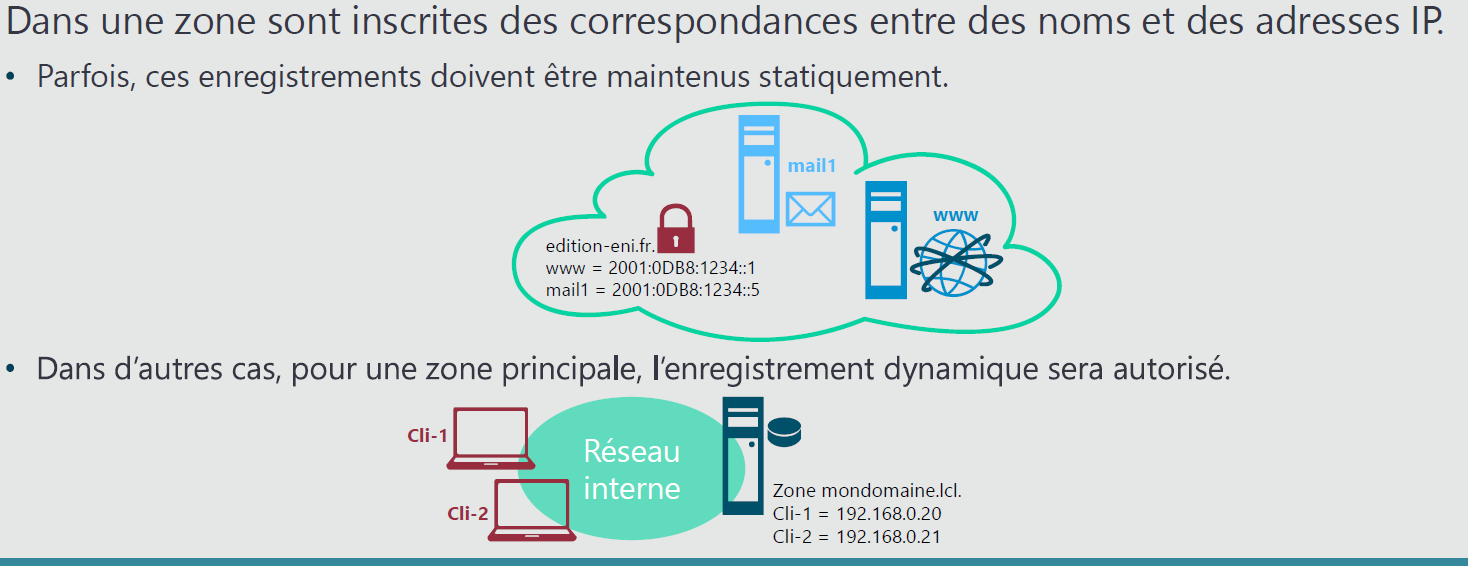 Dans une zone sont inscrites des correspondances entre des noms et des adresses IP.
• Parfois, ces enregistrements doivent être maintenus statiquement.
mail1
www
edition-eni.fr.
www = 2001:0DB8:1234::1
mail1 = 2001:0DB8:1234::5
• Dans d’autres cas, pour une zone principale, l’enregistrement dynamique sera autorisé.
Cli-1
Réseau
interne
Cli-2
Zone mondomaine.lcl.
Cli-1 = 192.168.0.20
Cli-2 = 192.168.0.21